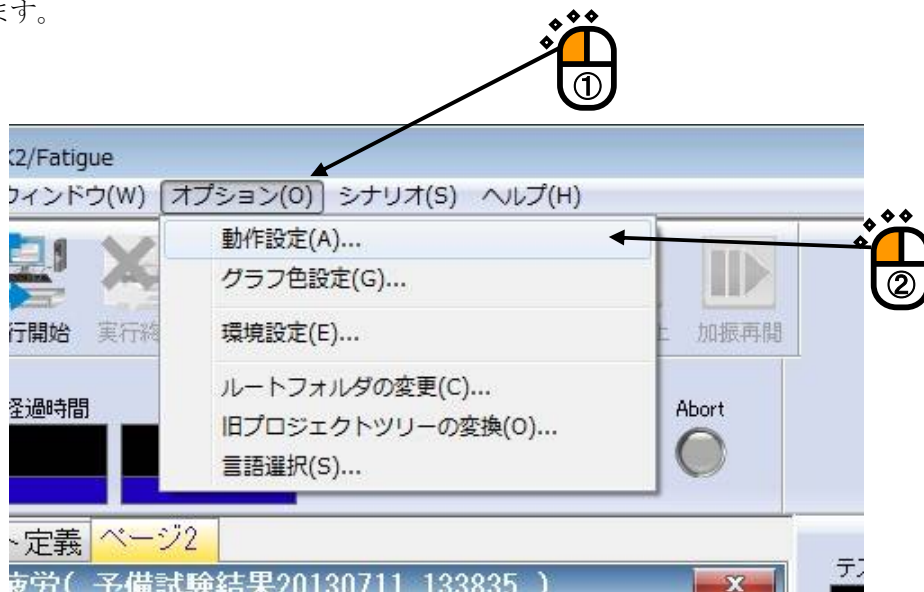 ます。
①
K2/Fatigue
ウィンドウ(W) オプション(O) シナリオ(S) ヘルプ(H)
動作設定(A)...
グラフ色設定(G)...
②
行開始 実行終 加振再開
環境設定(E)...
ルートフォルダの変更(C)...
経過時間 Abort
旧プロジェクトツリーの変換(O)...
言語選択(S)...
ト定義 ページ2
疲労( 予備試験結果20130711_133835 )
テス